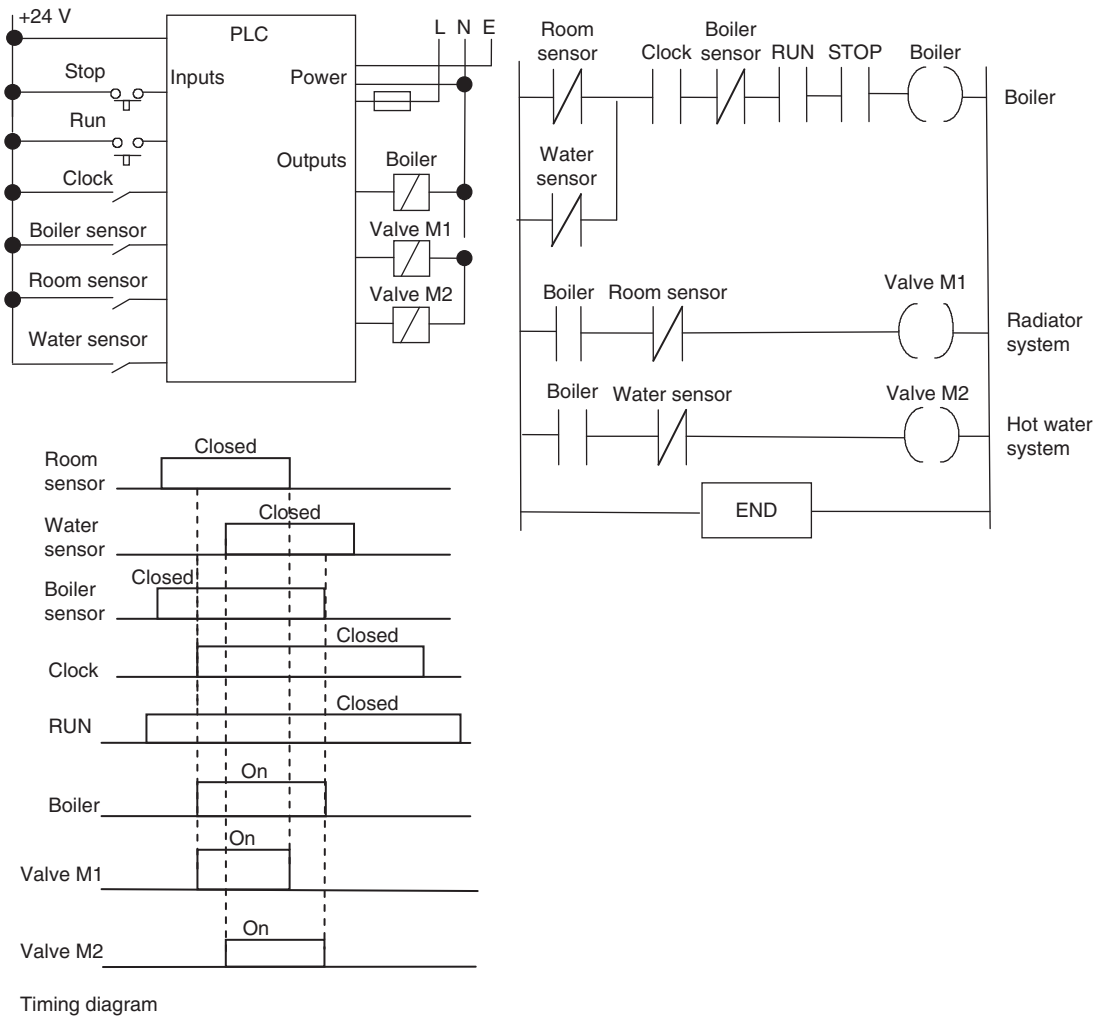 +24 V
PLC
L N E
Stop
Inputs
Power
Run
Outputs
Boiler
Clock
Valve M1
Boiler sensor
Room sensor
Valve M2
Water sensor
Room
sensor
Clock
Boiler
sensor
RUN
STOP
Boiler
Boiler
Water
sensor
Boiler
Room sensor
Valve M1
Radiator
system
Boiler
Water sensor
Valve M2
Hot water
system
END
Room
sensor
Closed
Water
sensor
Closed
Boiler
sensor
Closed
Clock
Closed
RUN
Closed
Boiler
On
Valve M1
On
Valve M2
On
Timing diagram